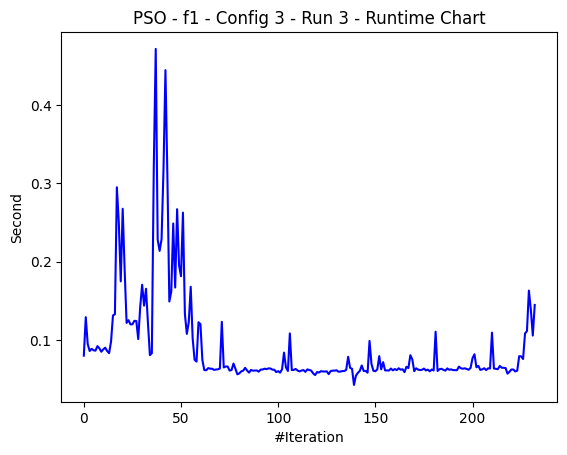 PSO - f1 - Config 3 - Run 3 - Runtime Chart
0.4
0.3
0.2
0.1
Second
0 50 100 150 200
#Iteration